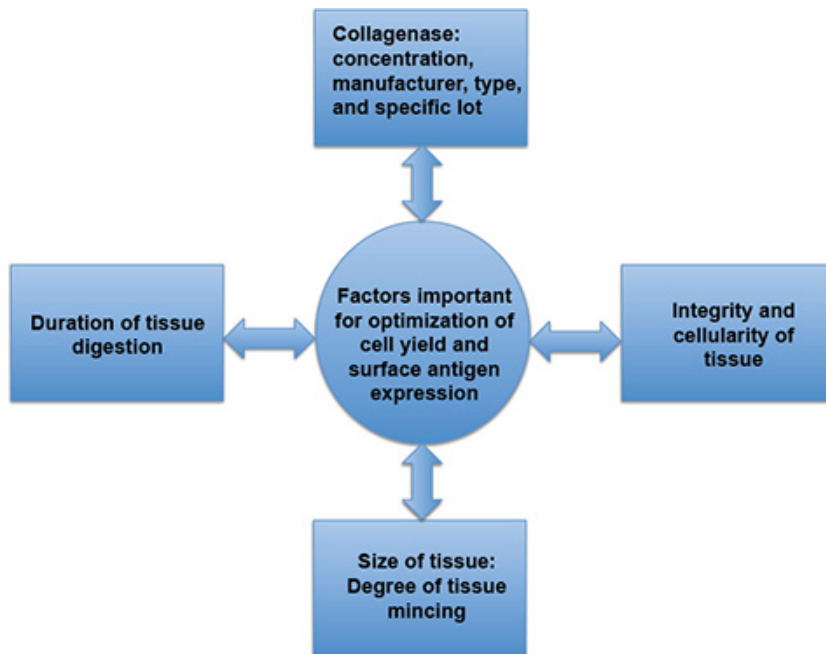 Collagenase:
concentration,
manufacturer, type,
and specific lot
Duration of tissue
digestion
Factors important
for optimization of
cell yield and
surface antigen
expression
Integrity and
cellularity of
tissue
Size of tissue:
Degree of tissue
mincing